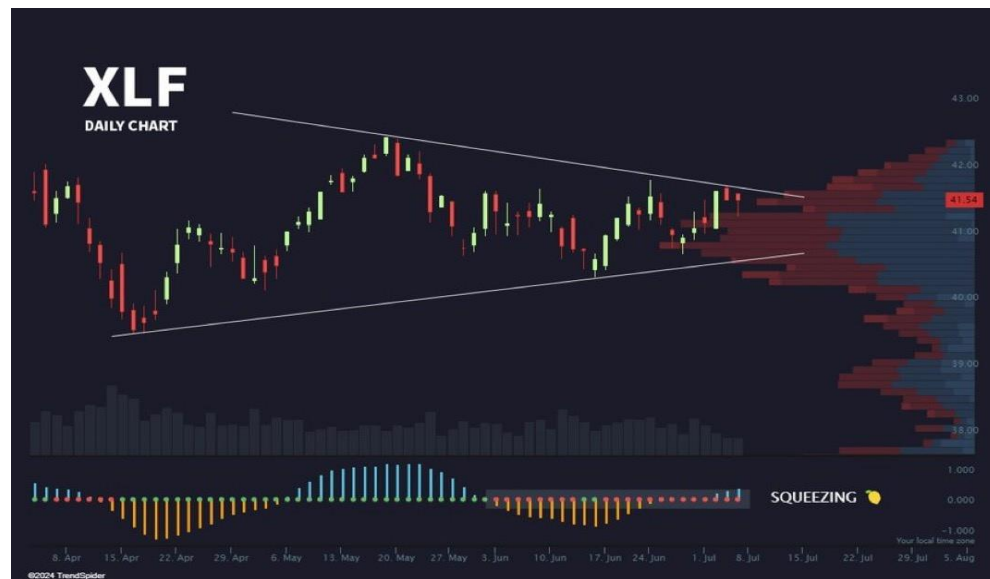 XLF
DAILY CHART
43.00
42.00
41.54
41.00
40.00
39.00
38.00
1.000
SQUEEZING 🍋
0.000
−1.000
Your local time zone
8. Apr 15. Apr 22. Apr 29. Apr 6. May 13. May 20. May 27. May 3. Jun 10. Jun 17. Jun 24. Jun 1. Jul 8. Jul 15. Jul 22. Jul 29. Jul 5. Aug
©2024 TrendSpider